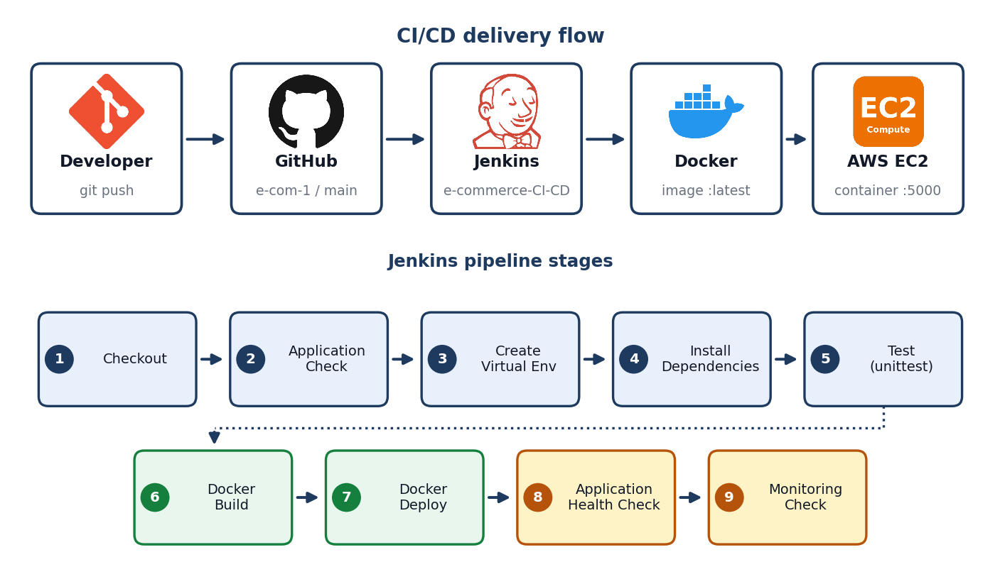 CI/CD delivery flow
EC2
Compute
Developer
GitHub
Jenkins
Docker
AWS EC2
git push
e-com-1 / main
e-commerce-CI-CD
image :latest
container :5000
Jenkins pipeline stages
1
Checkout
2
Application
Check
3
Create
Virtual Env
4
Install
Dependencies
5
Test
(unittest)
6
Docker
Build
7
Docker
Deploy
8
Application
Health Check
9
Monitoring
Check